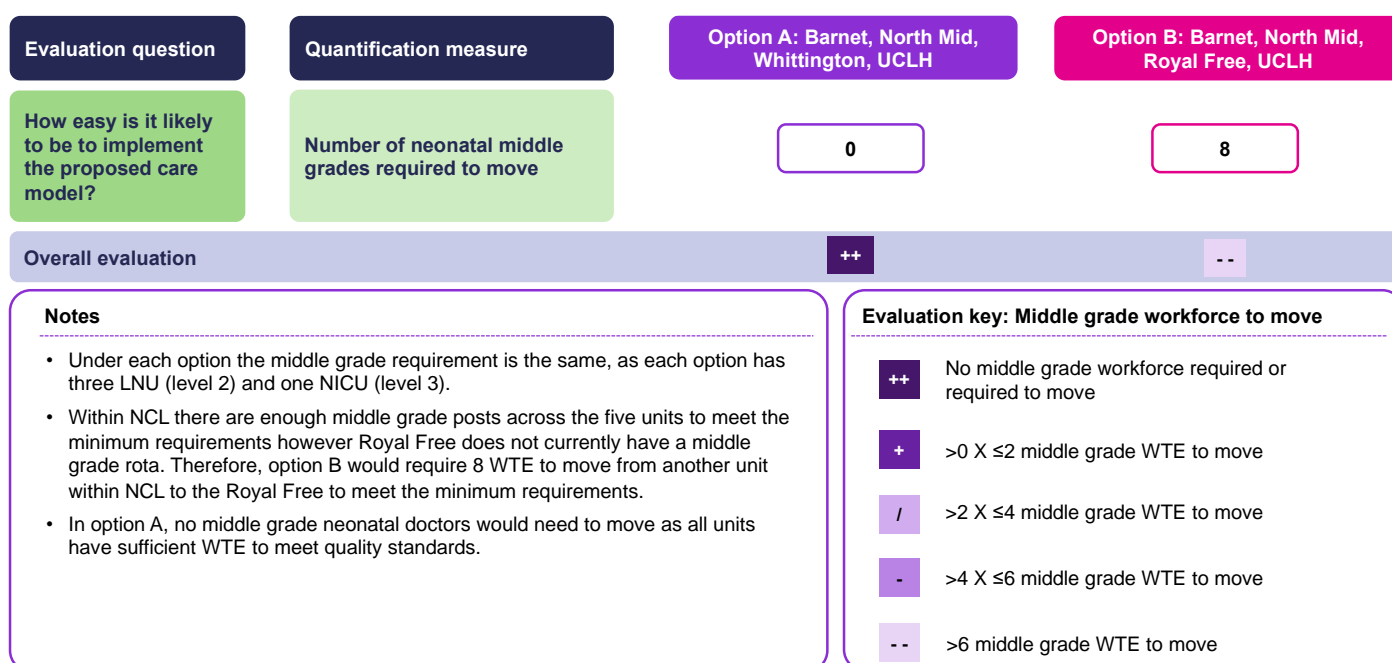 Evaluation question
Quantification measure
Option A: Barnet, North Mid,
Whittington, UCLH
Option B: Barnet, North Mid,
Royal Free, UCLH
How easy is it likely
to be to implement
the proposed care
model?
Number of neonatal middle
grades required to move
0
8
Overall evaluation
++
- -
Notes
• Under each option the middle grade requirement is the same, as each option has
three LNU (level 2) and one NICU (level 3).
• Within NCL there are enough middle grade posts across the five units to meet the
minimum requirements however Royal Free does not currently have a middle
grade rota. Therefore, option B would require 8 WTE to move from another unit
within NCL to the Royal Free to meet the minimum requirements.
• In option A, no middle grade neonatal doctors would need to move as all units
have sufficient WTE to meet quality standards.
Evaluation key: Middle grade workforce to move
++
No middle grade workforce required or
required to move
+
>0 X ≤2 middle grade WTE to move
/
>2 X ≤4 middle grade WTE to move
-
>4 X ≤6 middle grade WTE to move
- -
>6 middle grade WTE to move